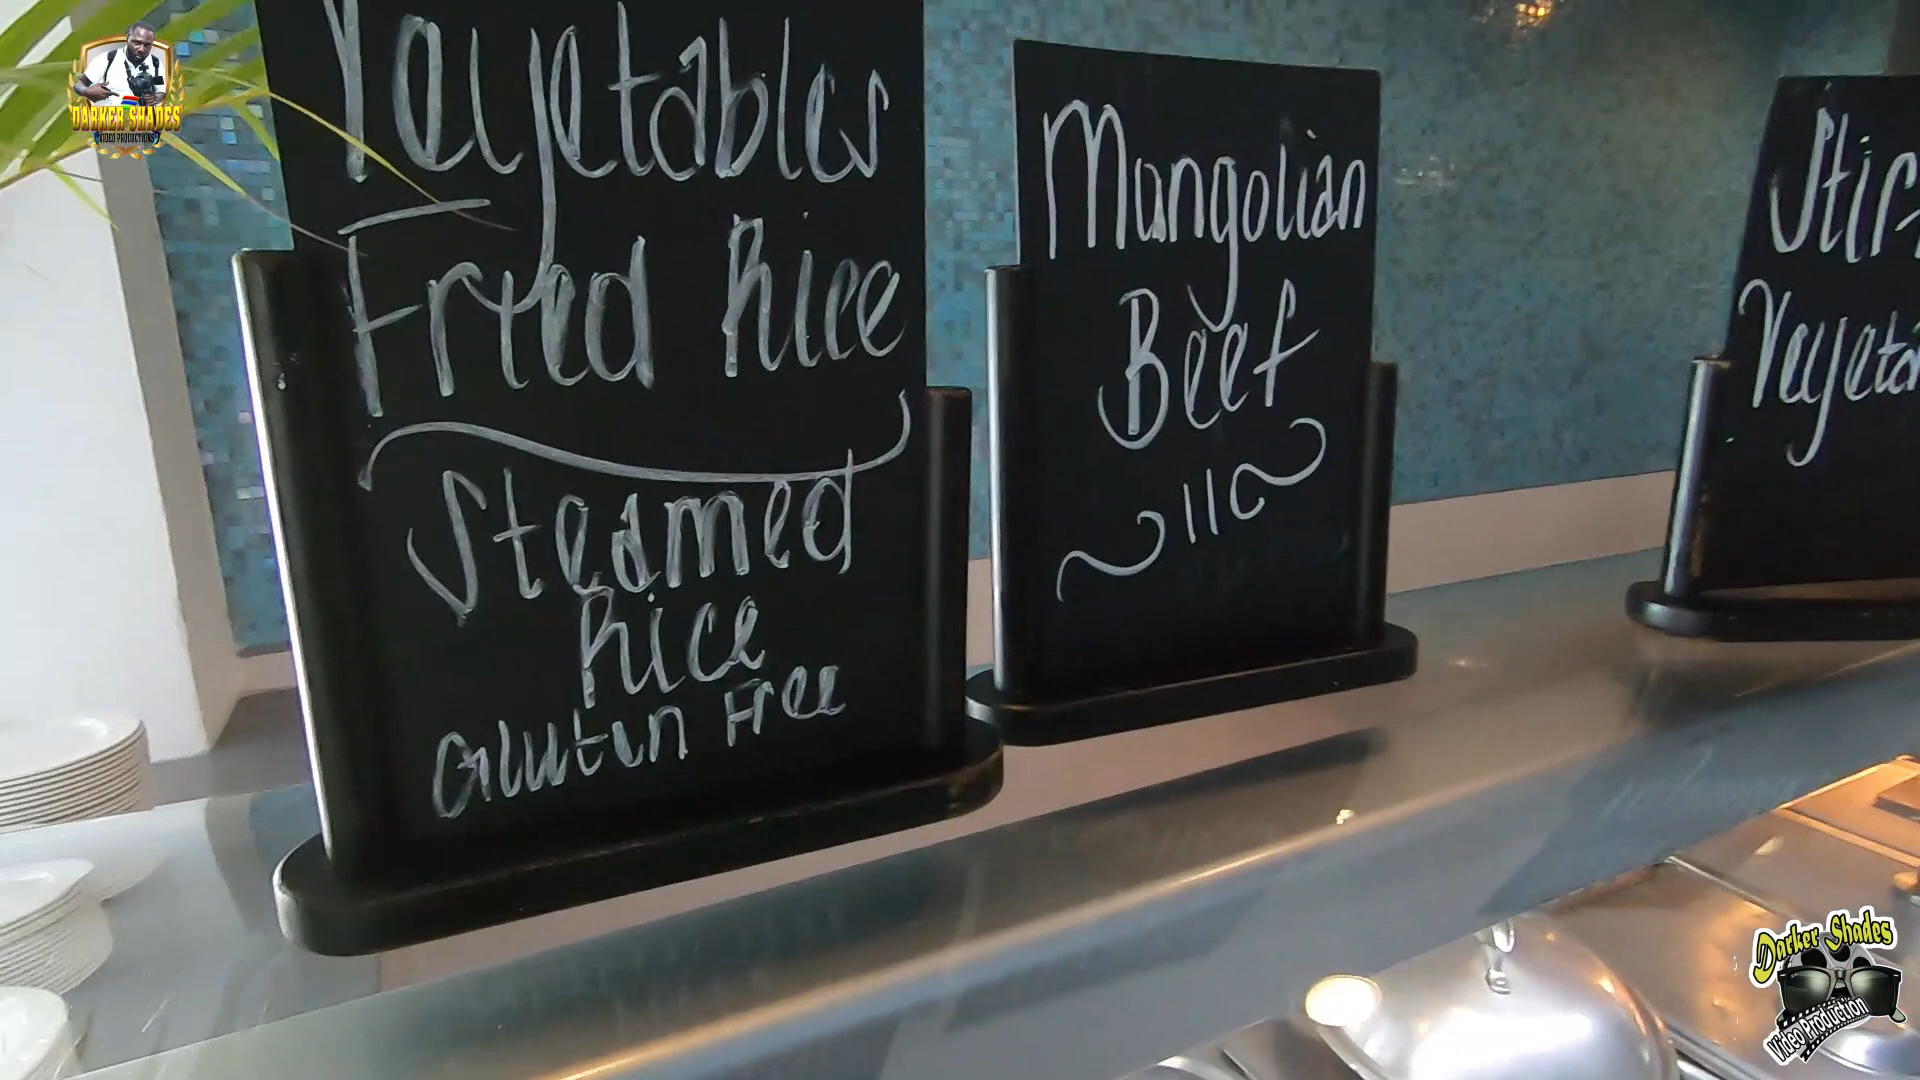 Vegetables
Fried Rice
Steamed
Rice
Gluten Free
Mongolian
Beef
Stir-
Vegeta
DARKER SHADES
VIDEO PRODUCTIONS
Darker Shades
Video Production